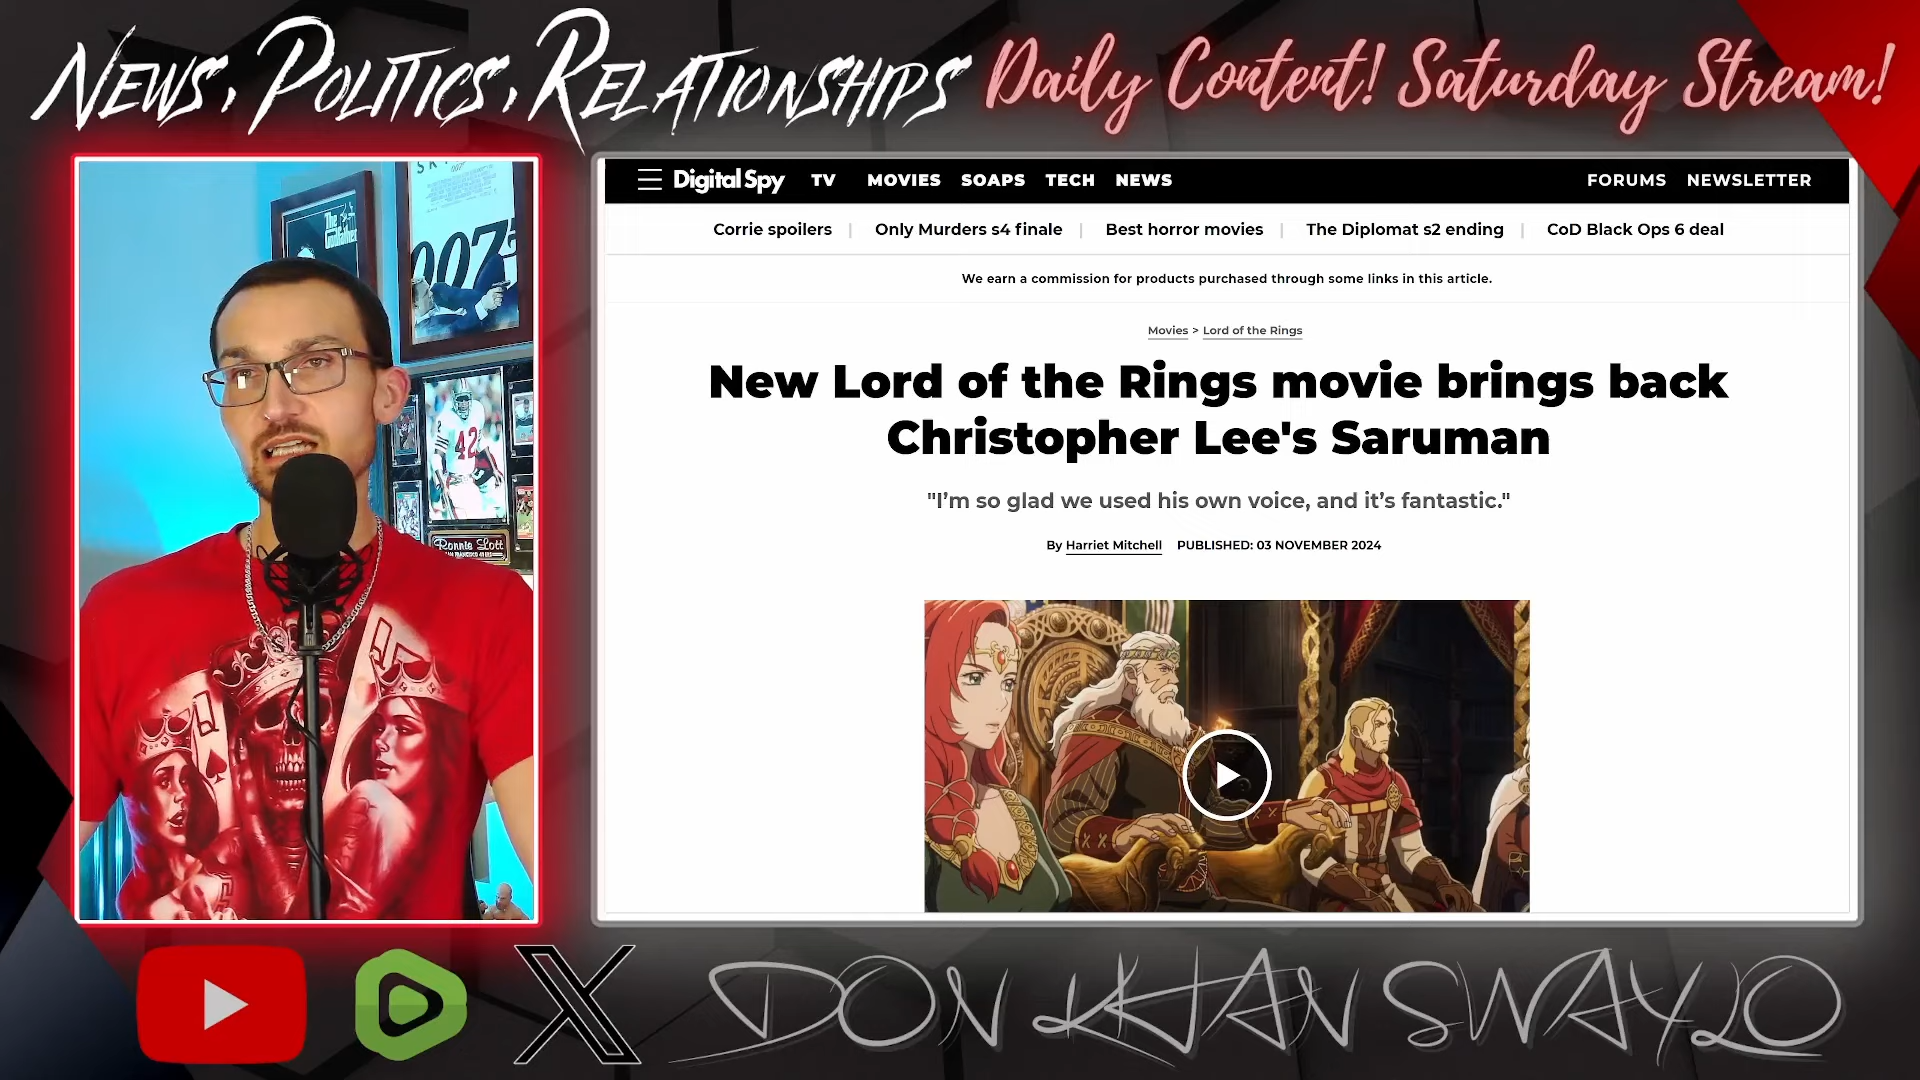 NEWS, POLITICS, RELATIONSHIPS
Daily Content! Saturday Stream!
The
Godfather
007
42
Ronnie Lott
Q
Q
DigitalSpy TV MOVIES SOAPS TECH NEWS FORUMS NEWSLETTER
Corrie spoilers | Only Murders s4 finale | Best horror movies | The Diplomat s2 ending | CoD Black Ops 6 deal
We earn a commission for products purchased through some links in this article.
Movies > Lord of the Rings
New Lord of the Rings movie brings back
Christopher Lee's Saruman
"I’m so glad we used his own voice, and it’s fantastic."
By Harriet Mitchell PUBLISHED: 03 NOVEMBER 2024
X DON KHAN SWAYLO